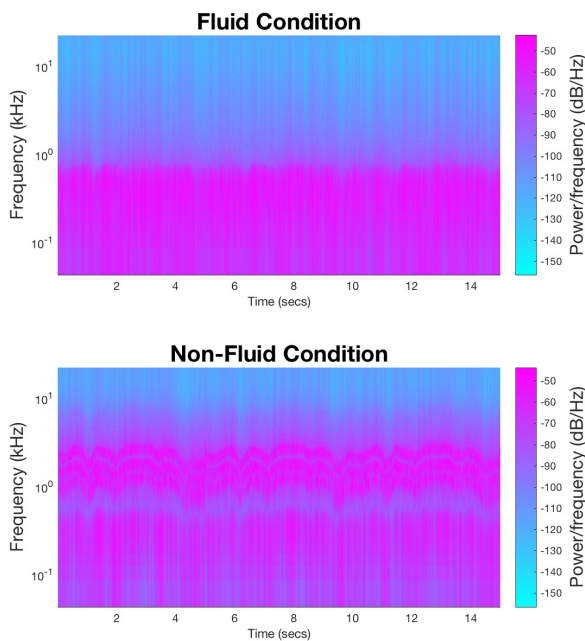 Fluid Condition
Frequency (kHz)
10¹
10⁰
10⁻¹
2 4 6 8 10 12 14
Time (secs)
-50
-60
-70
-80
-90
-100
-110
-120
-130
-140
-150
Power/frequency (dB/Hz)
Non-Fluid Condition
Frequency (kHz)
10¹
10⁰
10⁻¹
2 4 6 8 10 12 14
Time (secs)
-50
-60
-70
-80
-90
-100
-110
-120
-130
-140
-150
Power/frequency (dB/Hz)